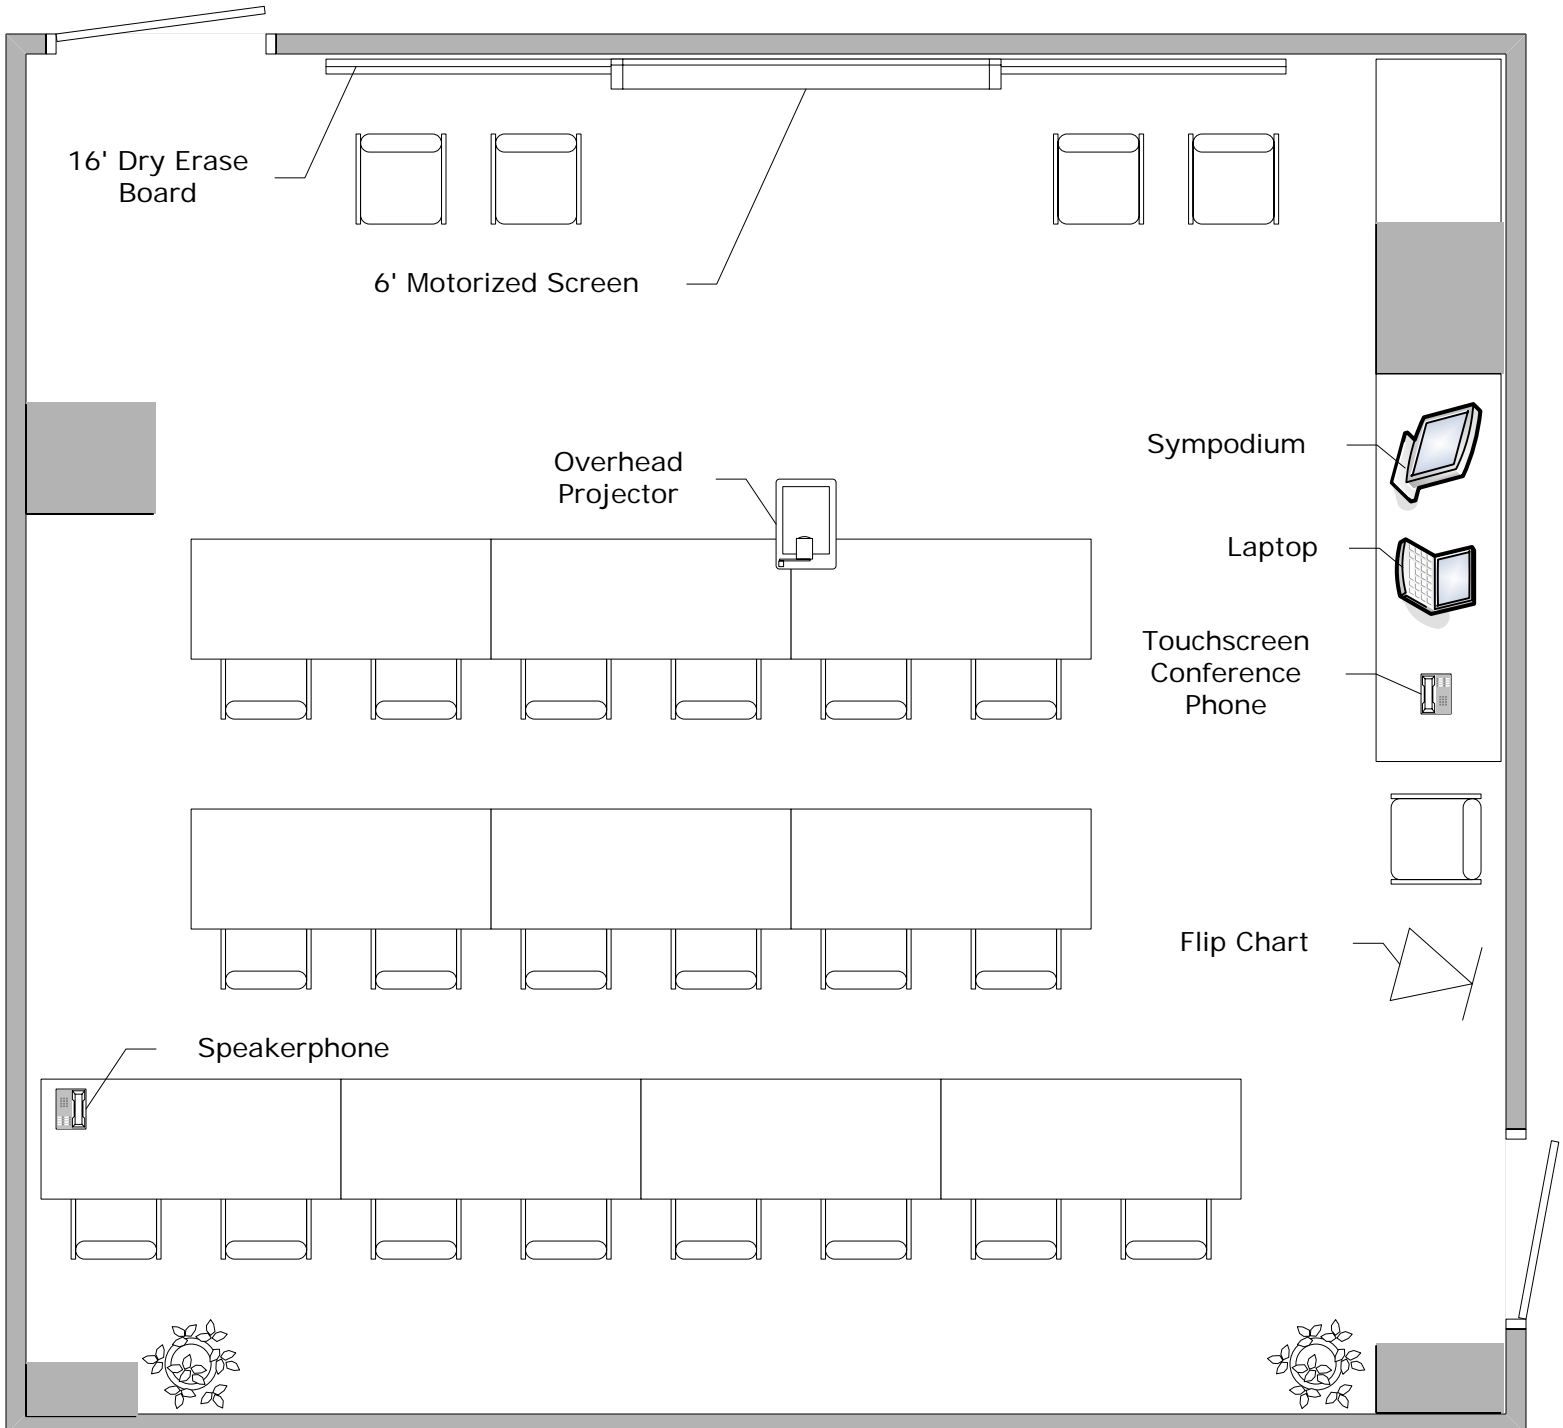 16' Dry Erase
Board
6' Motorized Screen
Overhead
Projector
Sympodium
Laptop
Touchscreen
Conference
Phone
Flip Chart
Speakerphone